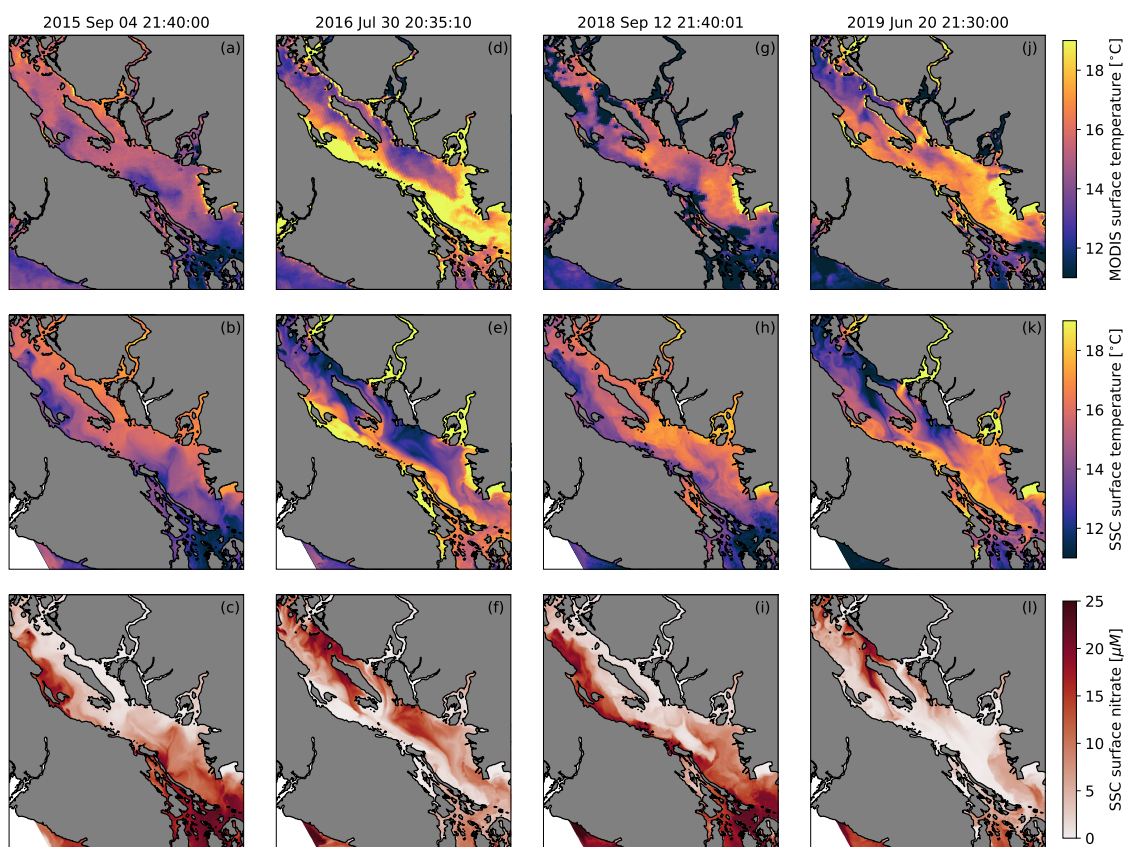 2015 Sep 04 21:40:00 2016 Jul 30 20:35:10 2018 Sep 12 21:40:01 2019 Jun 20 21:30:00
(a) (d) (g) (j)
18
16
14
12
MODIS surface temperature [°C]
(b) (e) (h) (k)
18
16
14
12
SSC surface temperature [°C]
(c) (f) (i) (l)
25
20
15
10
5
0
SSC surface nitrate [μM]